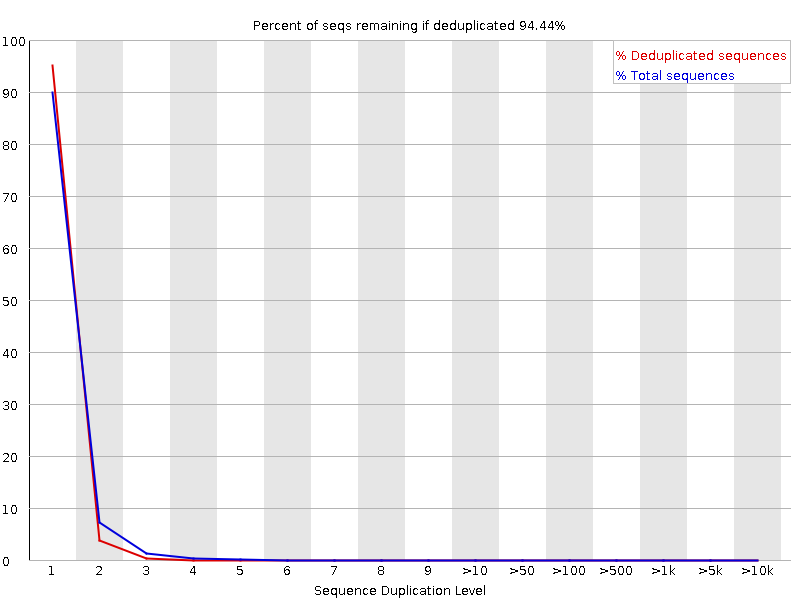 Percent of seqs remaining if deduplicated 94.44%
% Deduplicated sequences
% Total sequences
100
90
80
70
60
50
40
30
20
10
0
1 2 3 4 5 6 7 8 9 >10 >50 >100 >500 >1k >5k >10k
Sequence Duplication Level